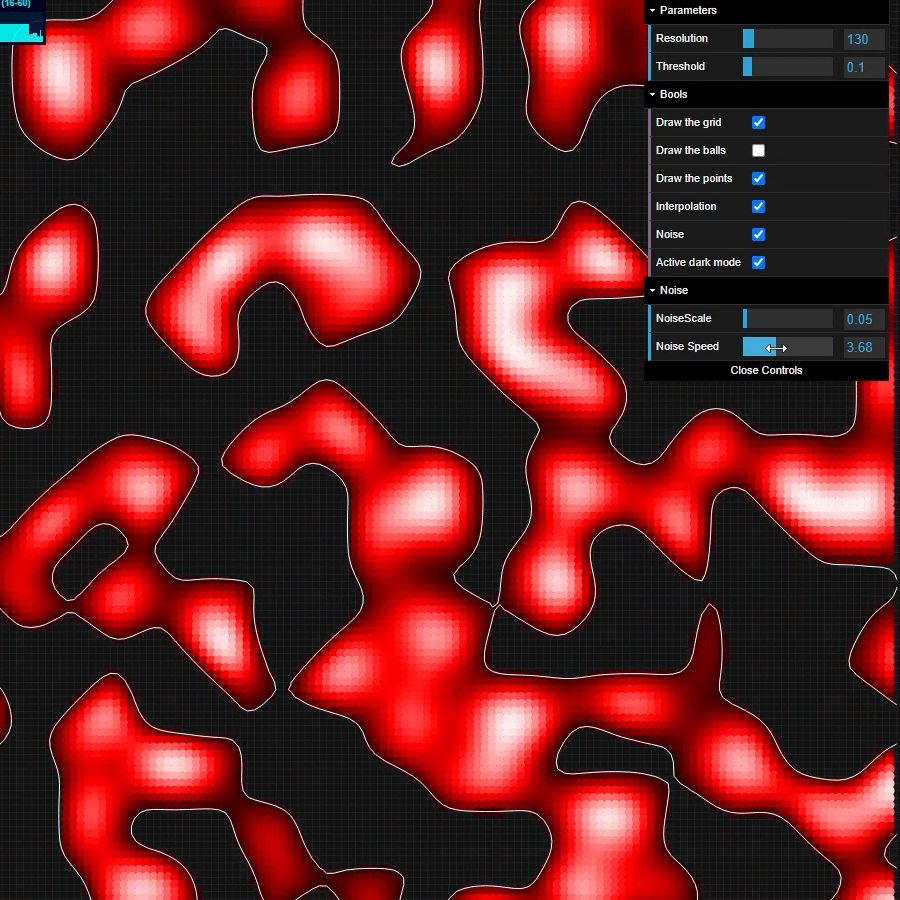 (16-60)
Parameters
Resolution 130
Threshold 0.1
Bools
Draw the grid
Draw the balls
Draw the points
Interpolation
Noise
Active dark mode
Noise
NoiseScale 0.05
Noise Speed 3.68
Close Controls